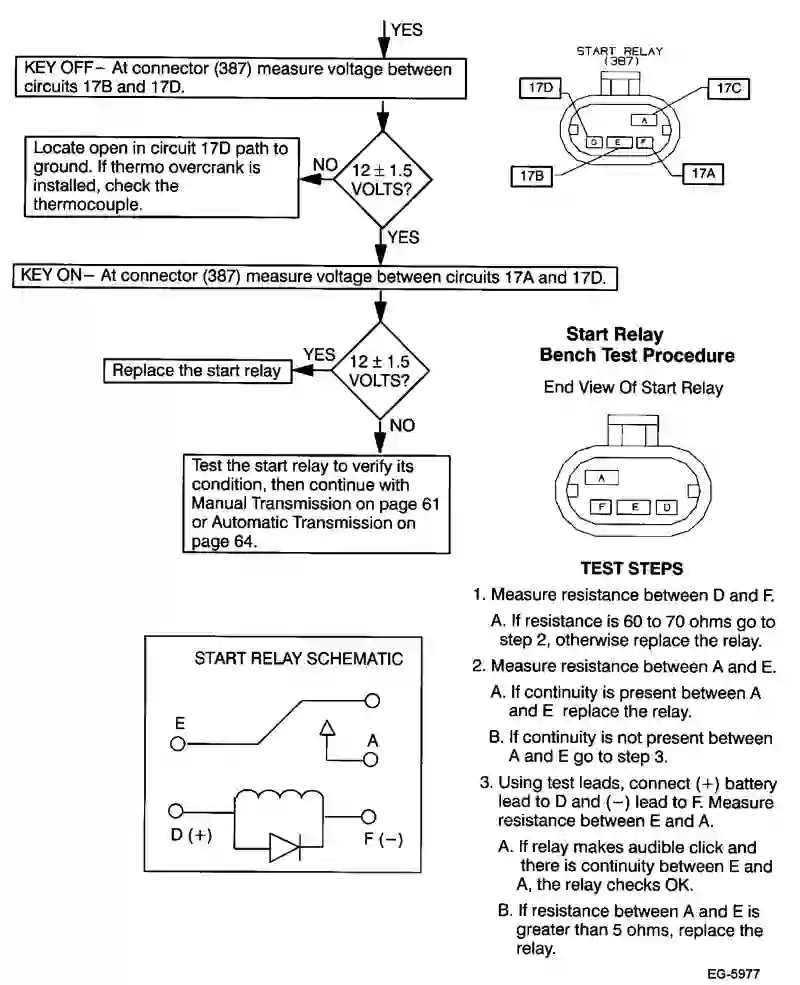 YES
KEY OFF– At connector (387) measure voltage between
circuits 17B and 17D.
Locate open in circuit 17D path to
ground. If thermo overcrank is
installed, check the
thermocouple.
NO
12 ± 1.5
VOLTS?
YES
KEY ON– At connector (387) measure voltage between circuits 17A and 17D.
Replace the start relay
YES
12 ± 1.5
VOLTS?
NO
Test the start relay to verify its
condition, then continue with
Manual Transmission on page 61
or Automatic Transmission on
page 64.
START RELAY
(387)
17D
17C
A
D
E
F
17B
17A
Start Relay
Bench Test Procedure
End View Of Start Relay
A
F
E
D
TEST STEPS
1. Measure resistance between D and F.
A. If resistance is 60 to 70 ohms go to
step 2, otherwise replace the relay.
2. Measure resistance between A and E.
A. If continuity is present between A
and E replace the relay.
B. If continuity is not present between
A and E go to step 3.
3. Using test leads, connect (+) battery
lead to D and (–) lead to F. Measure
resistance between E and A.
A. If relay makes audible click and
there is continuity between E and
A, the relay checks OK.
B. If resistance between A and E is
greater than 5 ohms, replace the
relay.
START RELAY SCHEMATIC
E
A
D (+)
F (–)
EG-5977